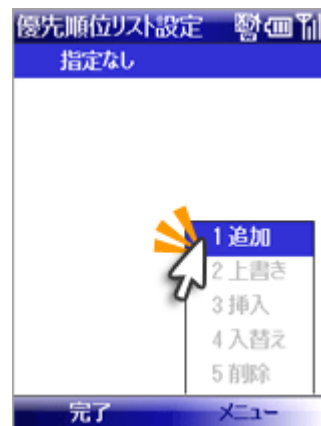 優先順位リスト設定
指定なし
1 追加
2 上書き
3 挿入
4 入替え
5 削除
完了 メニュー